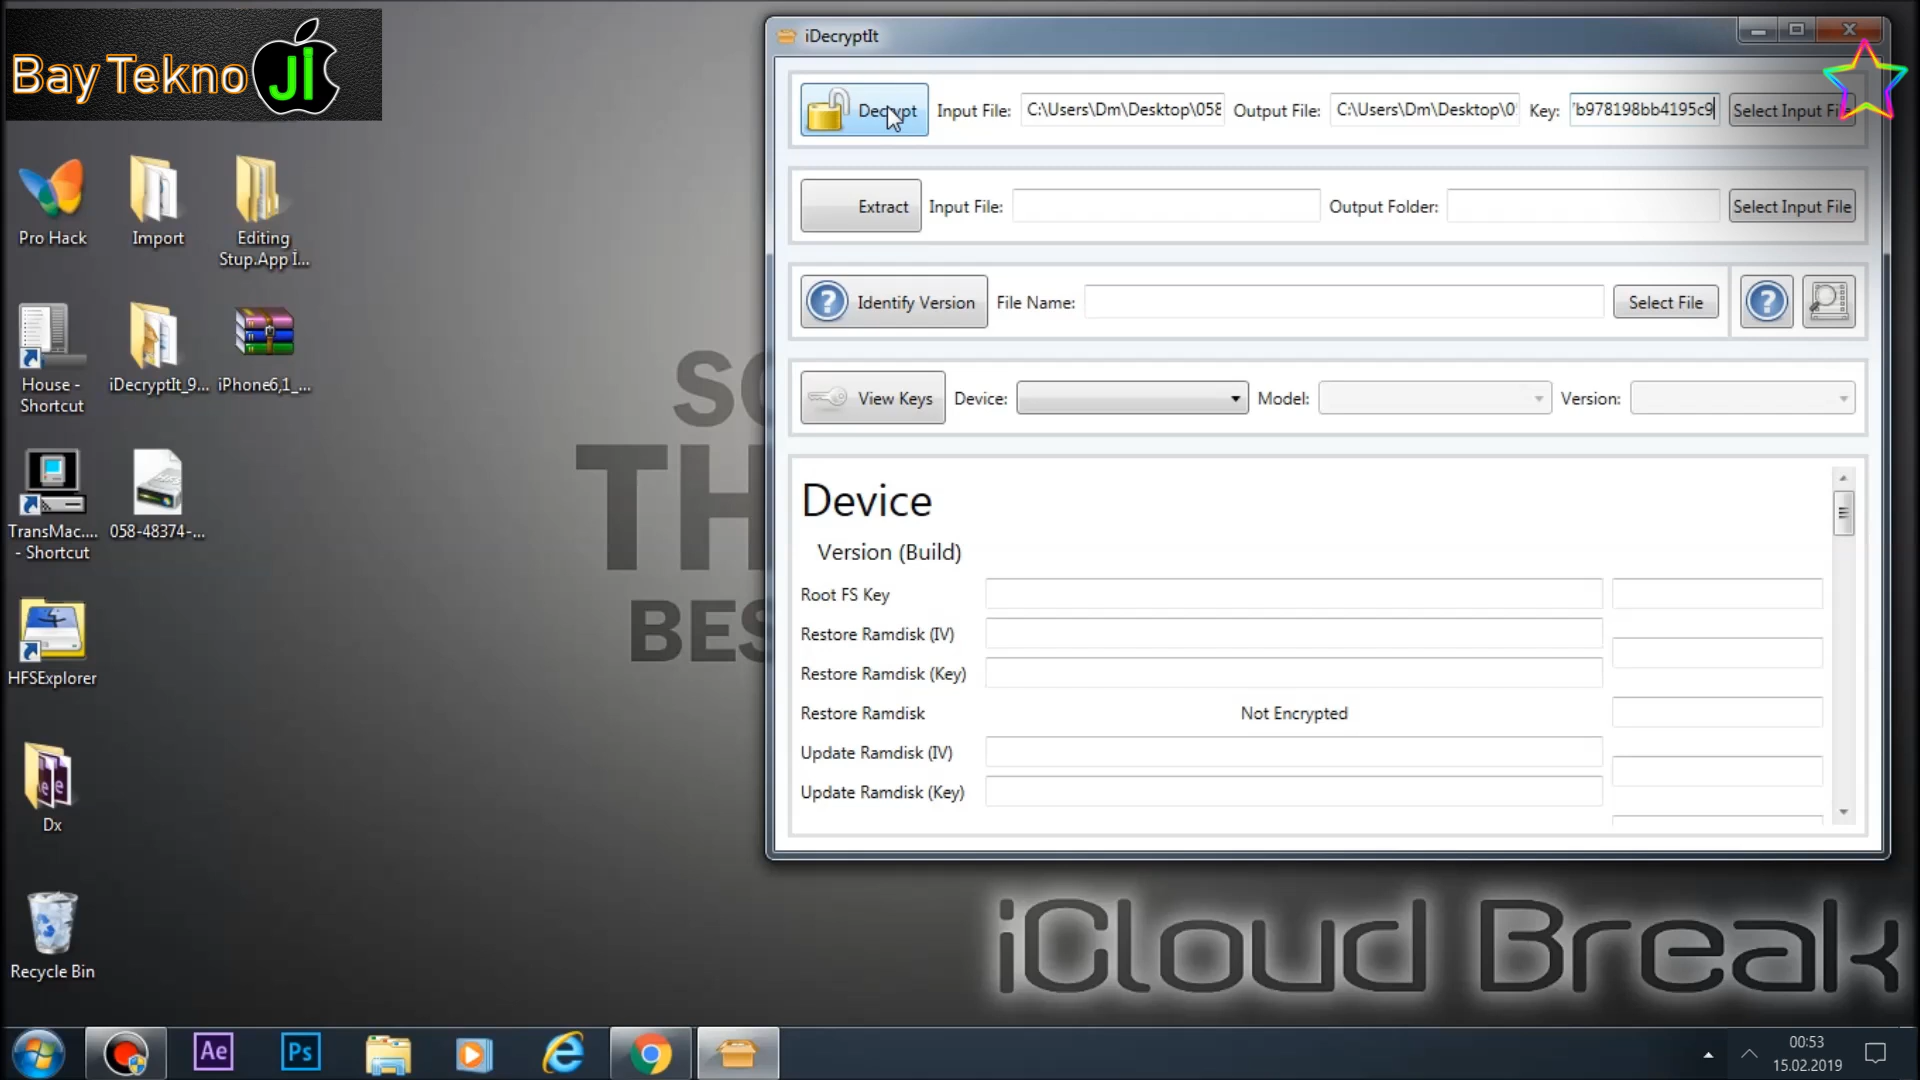 Bay Tekno Jİ
Pro Hack
Import
Editing
Stup.App İ...
House -
Shortcut
iDecryptIt_9...
iPhone6,1_...
TransMac....
- Shortcut
058-48374-...
HFSExplorer
Dx
Recycle Bin
SO
TH
BES
iDecryptIt
Decrypt
Input File:
C:\Users\Dm\Desktop\058
Output File:
C:\Users\Dm\Desktop\0
Key:
b978198bb4195c9
Select Input File
Extract
Input File:
Output Folder:
Select Input File
Identify Version
File Name:
Select File
View Keys
Device:
Model:
Version:
Device
Version (Build)
Root FS Key
Restore Ramdisk (IV)
Restore Ramdisk (Key)
Restore Ramdisk
Not Encrypted
Update Ramdisk (IV)
Update Ramdisk (Key)
iCloud Break
Ae
Ps
00:53
15.02.2019